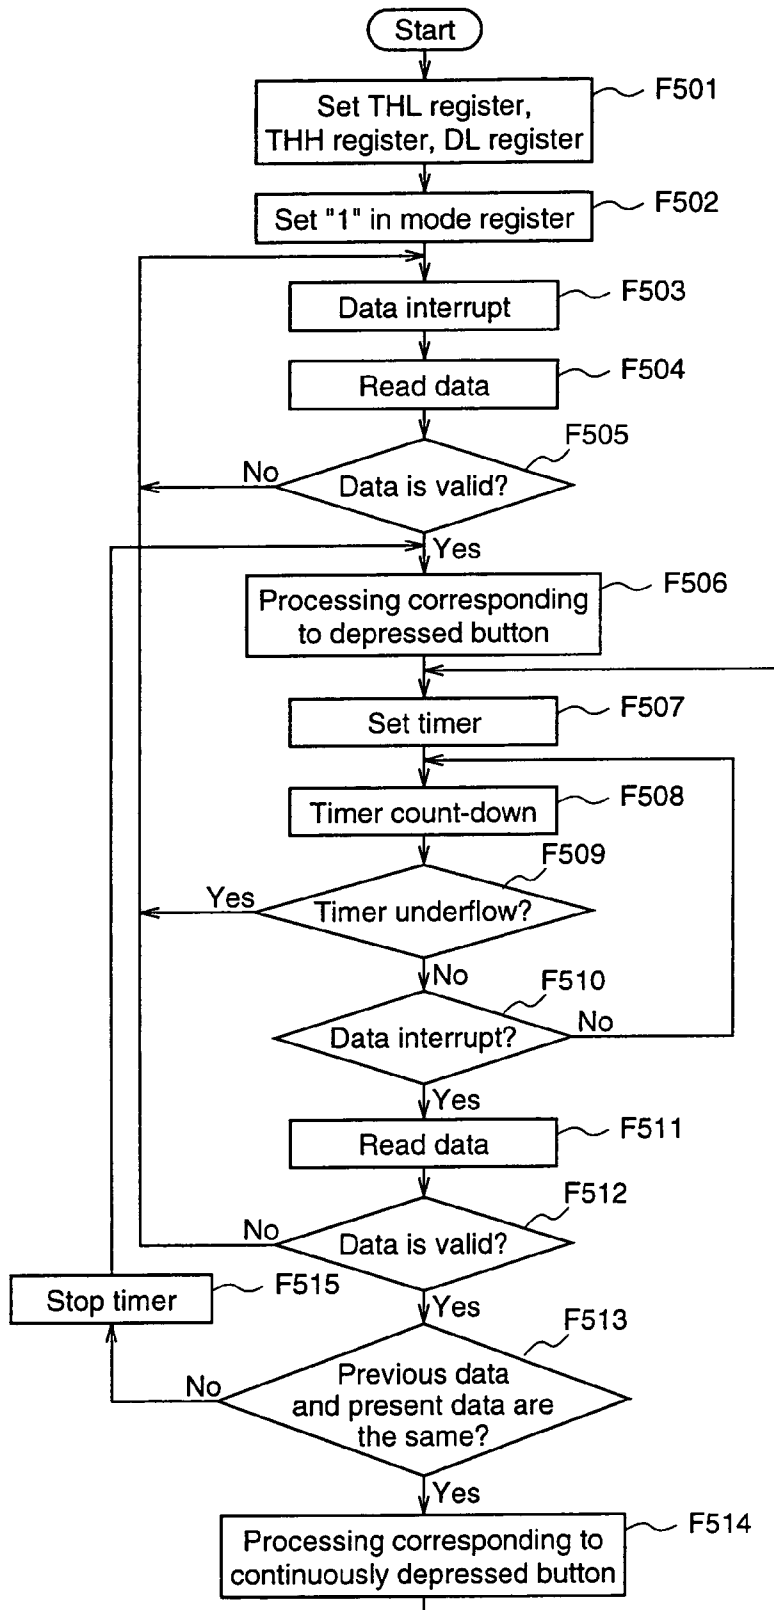 Start
Set THL register,
THH register, DL register
F501
Set "1" in mode register
F502
Data interrupt
F503
Read data
F504
Data is valid?
F505
No
Yes
Processing corresponding
to depressed button
F506
Set timer
F507
Timer count-down
F508
Timer underflow?
F509
Yes
No
Data interrupt?
F510
No
Yes
Read data
F511
Data is valid?
F512
No
Yes
Stop timer
F515
Previous data
and present data are
the same?
F513
No
Yes
Processing corresponding to
continuously depressed button
F514